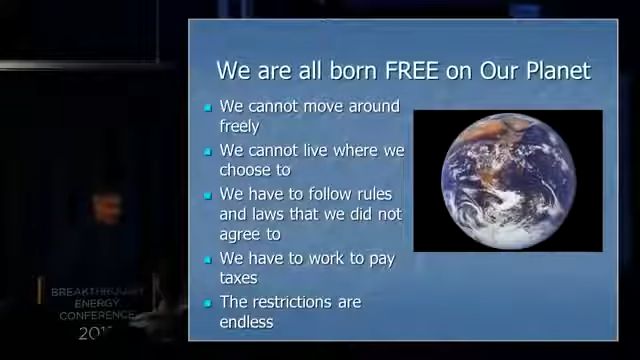 We are all born FREE on Our Planet
We cannot move around
freely
We cannot live where we
choose to
We have to follow rules
and laws that we did not
agree to
We have to work to pay
taxes
The restrictions are
endless
BREAKTHROUGH
ENERGY
CONFERENCE